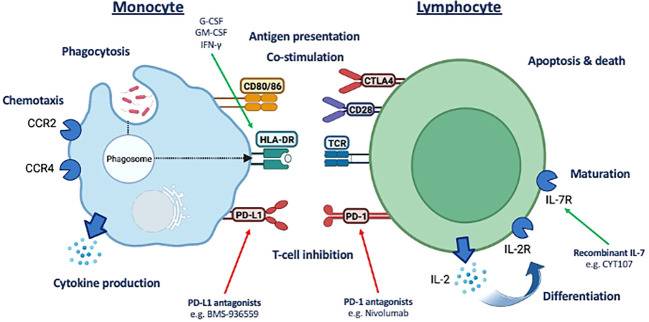 Monocyte
Lymphocyte
G-CSF
GM-CSF
IFN-γ
Antigen presentation
Co-stimulation
Phagocytosis
Apoptosis & death
Chemotaxis
CCR2
CCR4
Phagosome
CD80/86
HLA-DR
PD-L1
CTLA4
CD28
TCR
PD-1
IL-7R
Maturation
IL-2R
Recombinant IL-7
e.g. CYT107
T-cell inhibition
Cytokine production
IL-2
Differentiation
PD-L1 antagonists
e.g. BMS-936559
PD-1 antagonists
e.g. Nivolumab